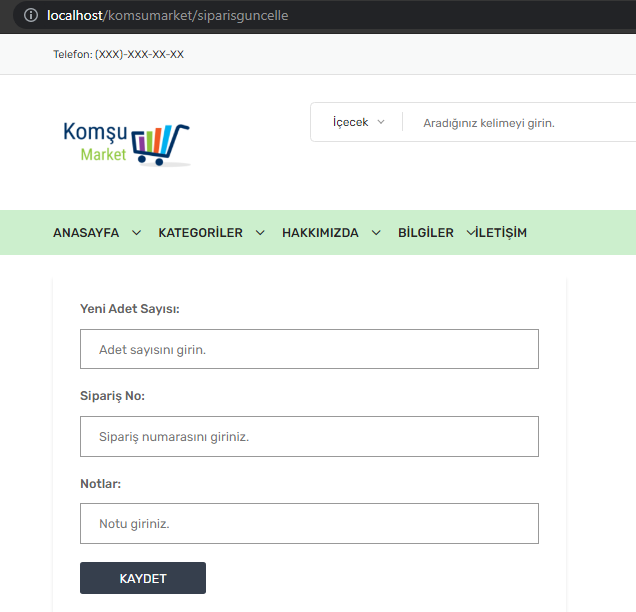 localhost/komsumarket/siparisguncelle
Telefon: (XXX)-XXX-XX-XX
Komşu
Market
İçecek
Aradığınız kelimeyi girin.
ANASAYFA KATEGORİLER HAKKIMIZDA BİLGİLER İLETİŞİM
Yeni Adet Sayısı:
Adet sayısını girin.
Sipariş No:
Sipariş numarasını giriniz.
Notlar:
Notu giriniz.
KAYDET